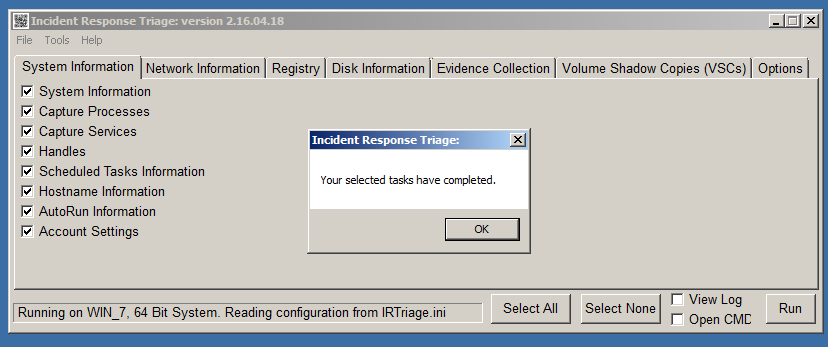 Incident Response Triage: version 2.16.04.18
File Tools Help
System Information Network Information Registry Disk Information Evidence Collection Volume Shadow Copies (VSCs) Options
System Information
Capture Processes
Capture Services
Handles
Scheduled Tasks Information
Hostname Information
AutoRun Information
Account Settings
Incident Response Triage:
Your selected tasks have completed.
OK
Running on WIN_7, 64 Bit System. Reading configuration from IRTriage.ini
Select All
Select None
View Log
Open CMD
Run